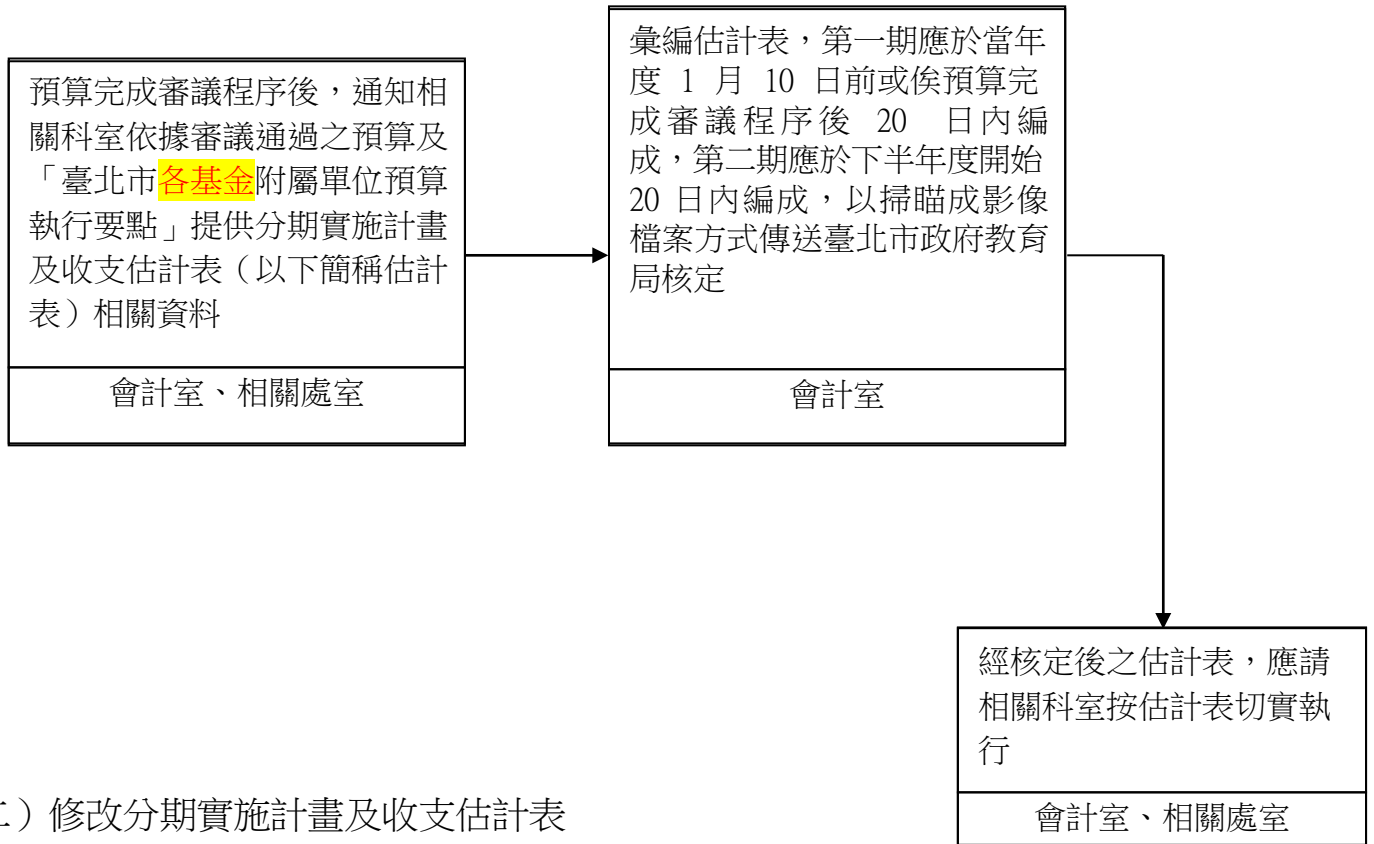 預算完成審議程序後，通知相
關科室依據審議通過之預算及
「臺北市各基金附屬單位預算
執行要點」提供分期實施計畫
及收支估計表（以下簡稱估計
表）相關資料
會計室、相關處室
彙編估計表，第一期應於當年
度 1 月 10 日前或俟預算完
成審議程序後 20 日內編
成，第二期應於下半年度開始
20 日內編成，以掃瞄成影像
檔案方式傳送臺北市政府教育
局核定
會計室
經核定後之估計表，應請
相關科室按估計表切實執
行
會計室、相關處室
）修改分期實施計畫及收支估計表